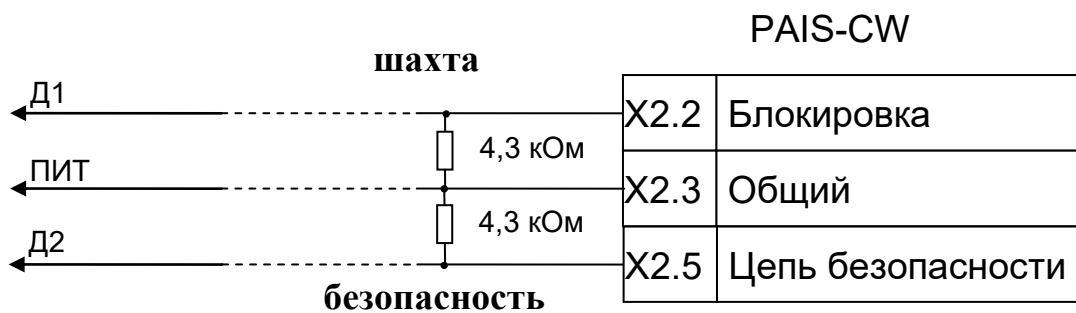 PAIS-CW
шахта
Д1
X2.2 Блокировка
4,3 кОм
ПИТ
X2.3 Общий
4,3 кОм
Д2
X2.5 Цепь безопасности
безопасность